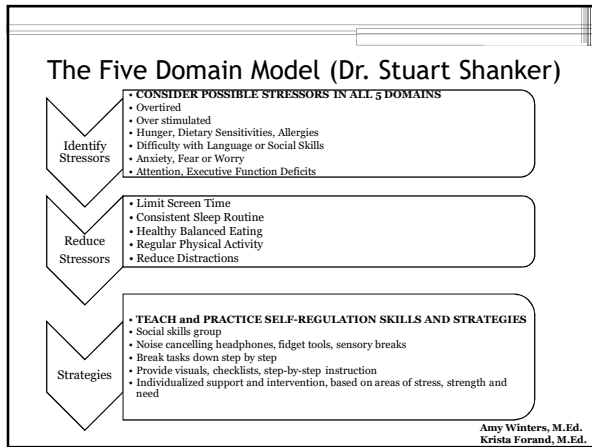 The Five Domain Model (Dr. Stuart Shanker)
Identify
Stressors
• CONSIDER POSSIBLE STRESSORS IN ALL 5 DOMAINS
• Overtired
• Over stimulated
• Hunger, Dietary Sensitivities, Allergies
• Difficulty with Language or Social Skills
• Anxiety, Fear or Worry
• Attention, Executive Function Deficits
Reduce
Stressors
• Limit Screen Time
• Consistent Sleep Routine
• Healthy Balanced Eating
• Regular Physical Activity
• Reduce Distractions
Strategies
• TEACH and PRACTICE SELF-REGULATION SKILLS AND STRATEGIES
• Social skills group
• Noise cancelling headphones, fidget tools, sensory breaks
• Break tasks down step by step
• Provide visuals, checklists, step-by-step instruction
• Individualized support and intervention, based on areas of stress, strength and
need
Amy Winters, M.Ed.
Krista Forand, M.Ed.